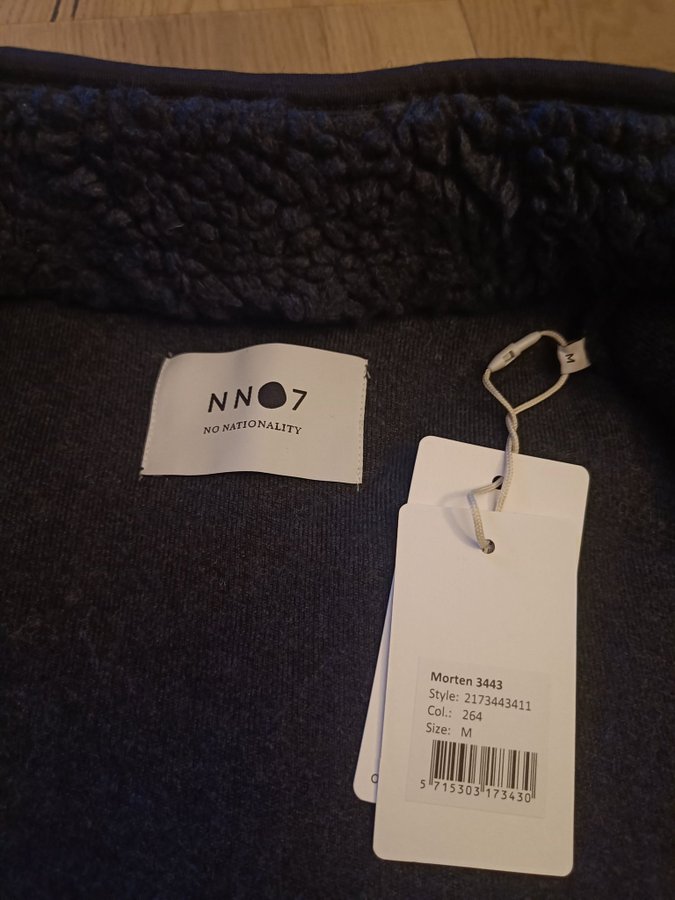 NN07
NO NATIONALITY
M
Morten 3443
Style: 2173443411
Col.: 264
Size: M
5 715303 173430